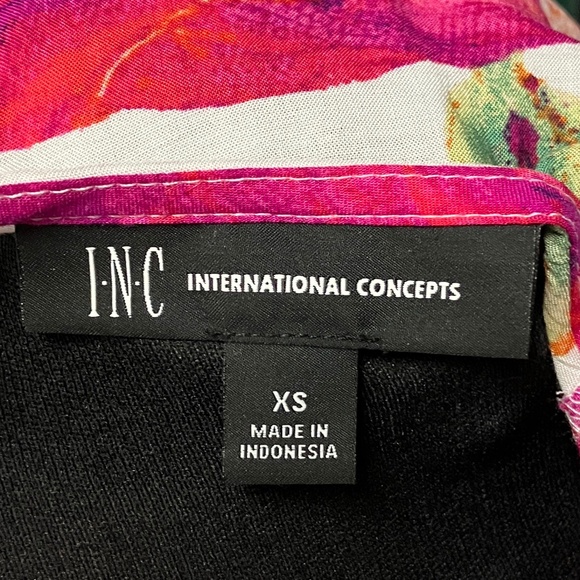 I·N·C INTERNATIONAL CONCEPTS
XS
MADE IN
INDONESIA